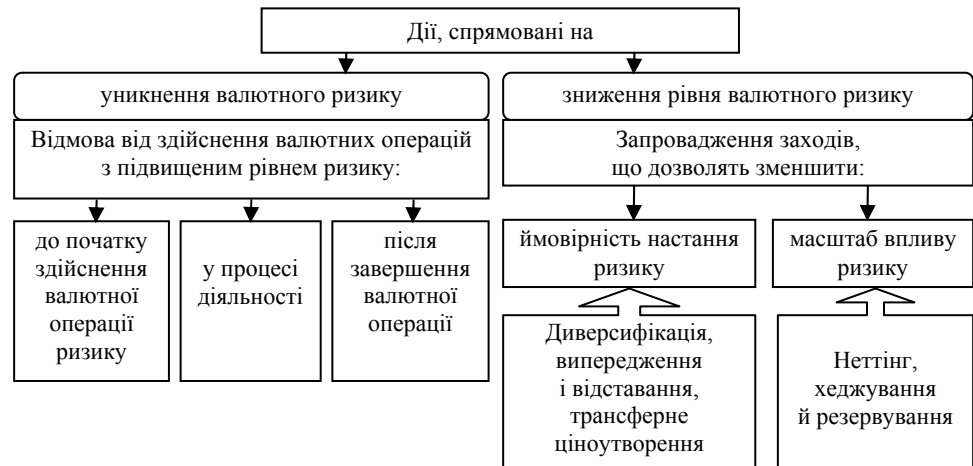 Дії, спрямовані на
уникнення валютного ризику
зниження рівня валютного ризику
Відмова від здійснення валютних операцій
з підвищеним рівнем ризику:
Запровадження заходів,
що дозволять зменшити:
до початку
здійснення
валютної
операції
ризику
у процесі
діяльності
після
завершення
валютної
операції
ймовірність настання
ризику
масштаб впливу
ризику
Диверсифікація,
випередження
і відставання,
трансферне
ціноутворення
Неттінг,
хеджування
й резервування